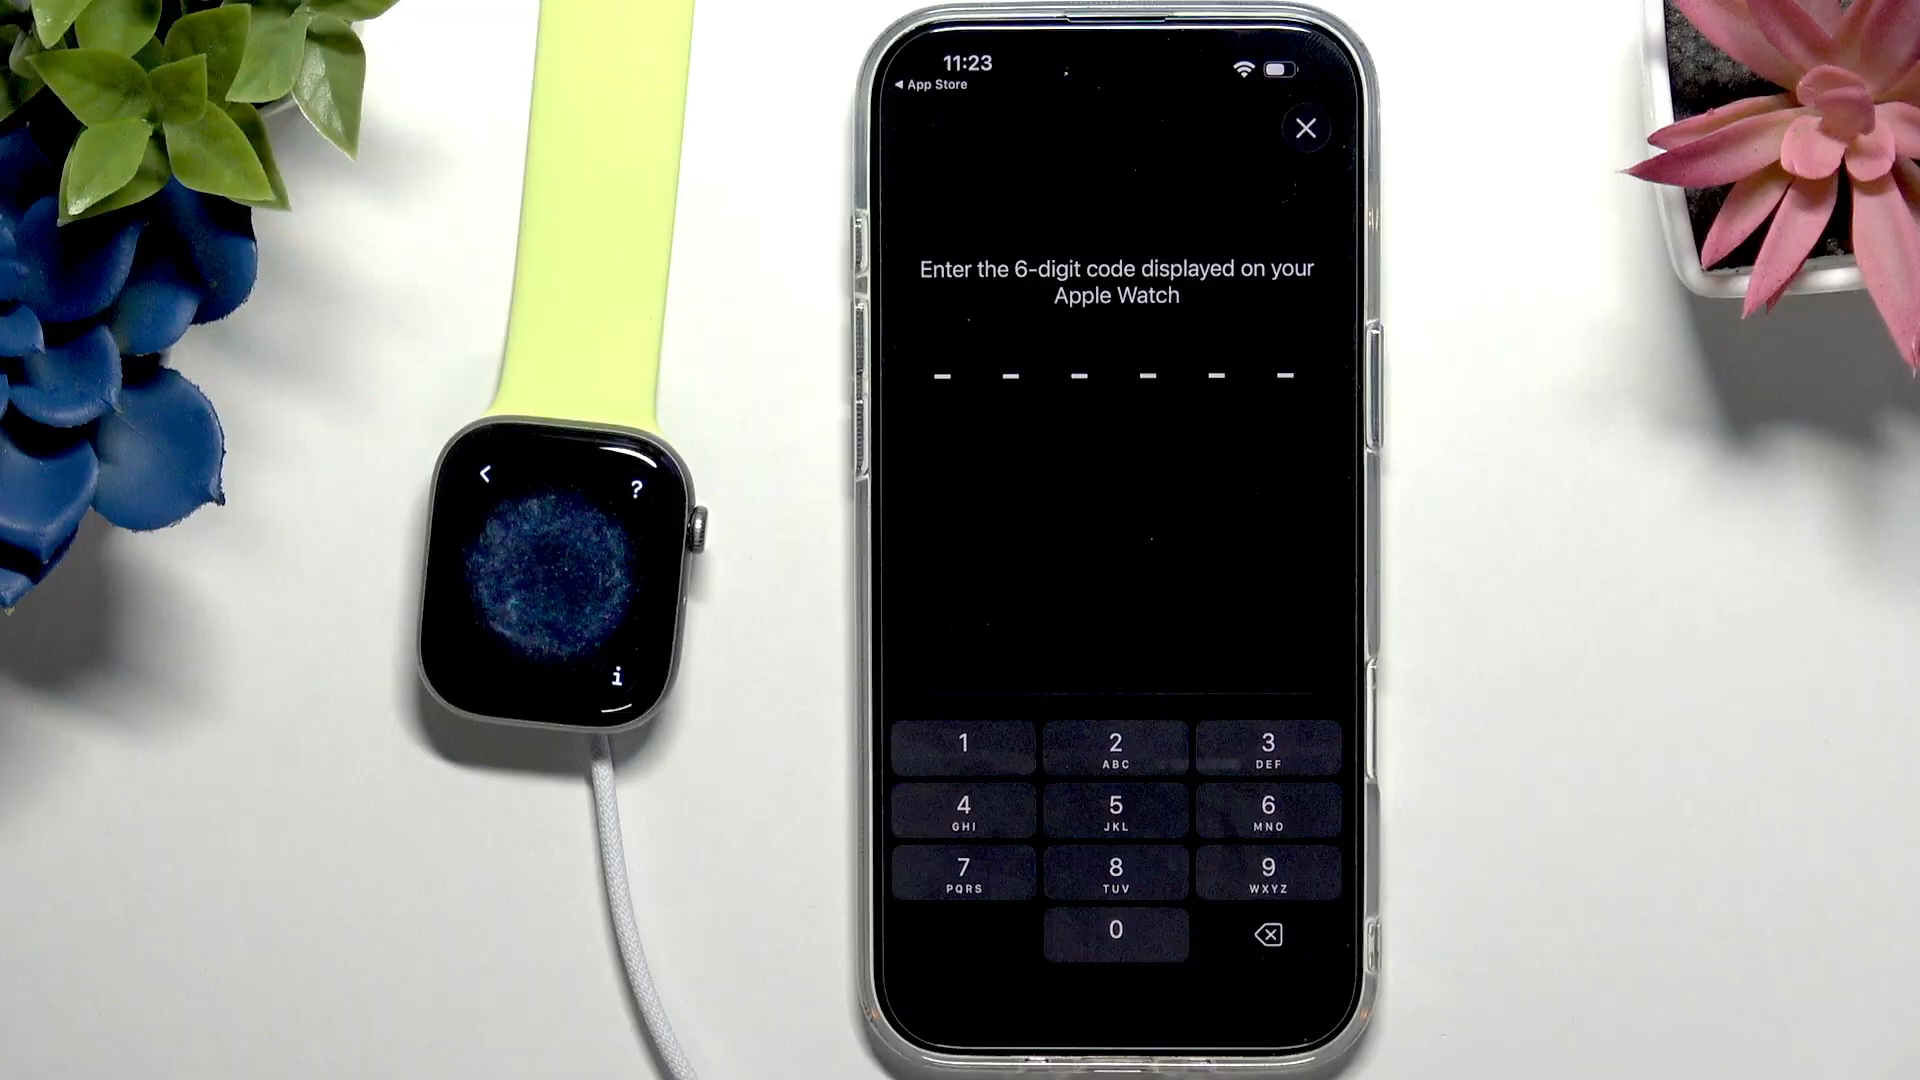 11:23
◀ App Store
Enter the 6-digit code displayed on your
Apple Watch
?
i
1
2
ABC
3
DEF
4
GHI
5
JKL
6
MNO
7
PQRS
8
TUV
9
WXYZ
0